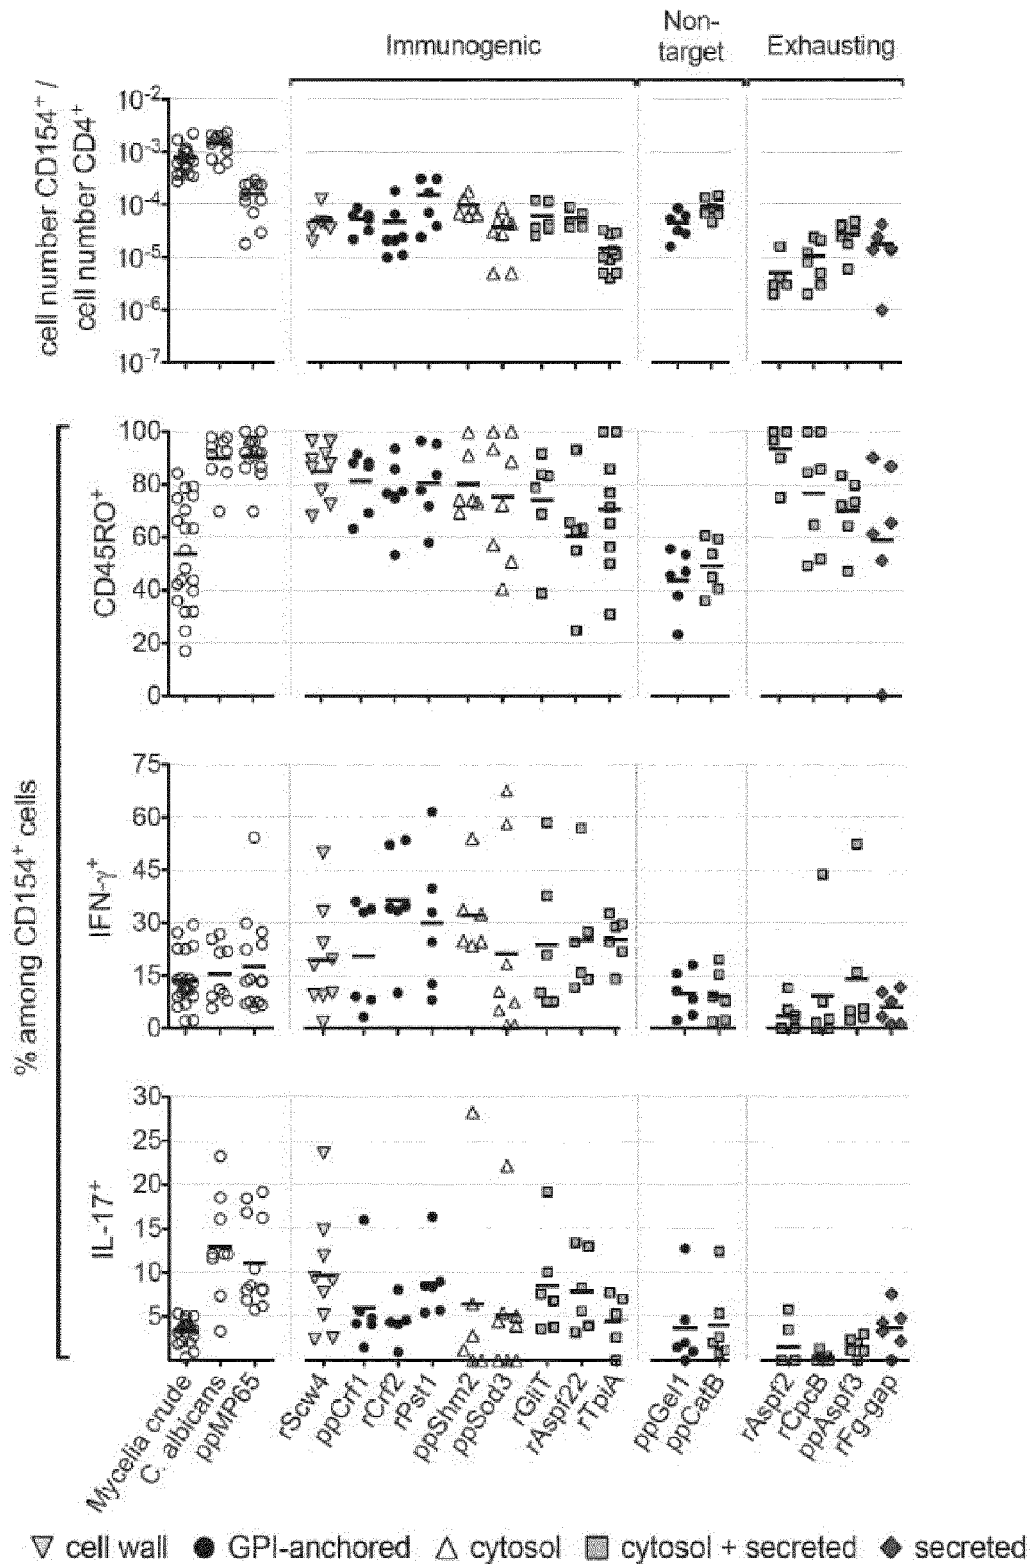 Immunogenic
Non-
target
Exhausting
cell number CD154⁺ /
cell number CD4⁺
10⁻²
10⁻³
10⁻⁴
10⁻⁵
10⁻⁶
10⁻⁷
% among CD154⁺ cells
CD45RO⁺
100
80
60
40
20
0
IFN-γ⁺
75
60
45
30
15
0
IL-17⁺
30
25
20
15
10
5
Mycelia crude
C. albicans
ppMP65
rScw4
ppCrf1
rCrf2
rPst1
ppShm2
ppSod3
rGliT
rAspf22
rTpiA
ppGel1
ppCatB
rAspf2
rCpcB
ppAspf3
rFg-gap
cell wall GPI-anchored cytosol cytosol + secreted secreted